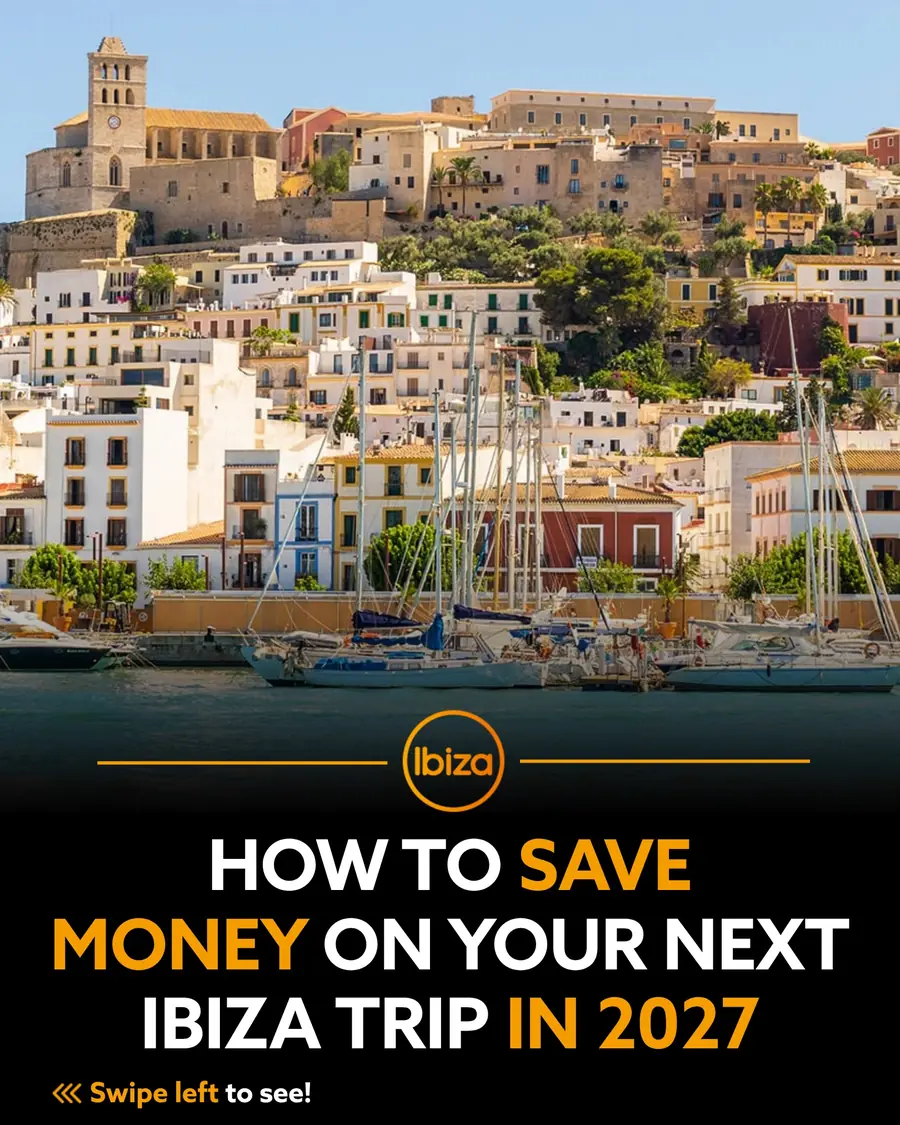 Ibiza
HOW TO SAVE
MONEY ON YOUR NEXT
IBIZA TRIP IN 2027
Swipe left to see!